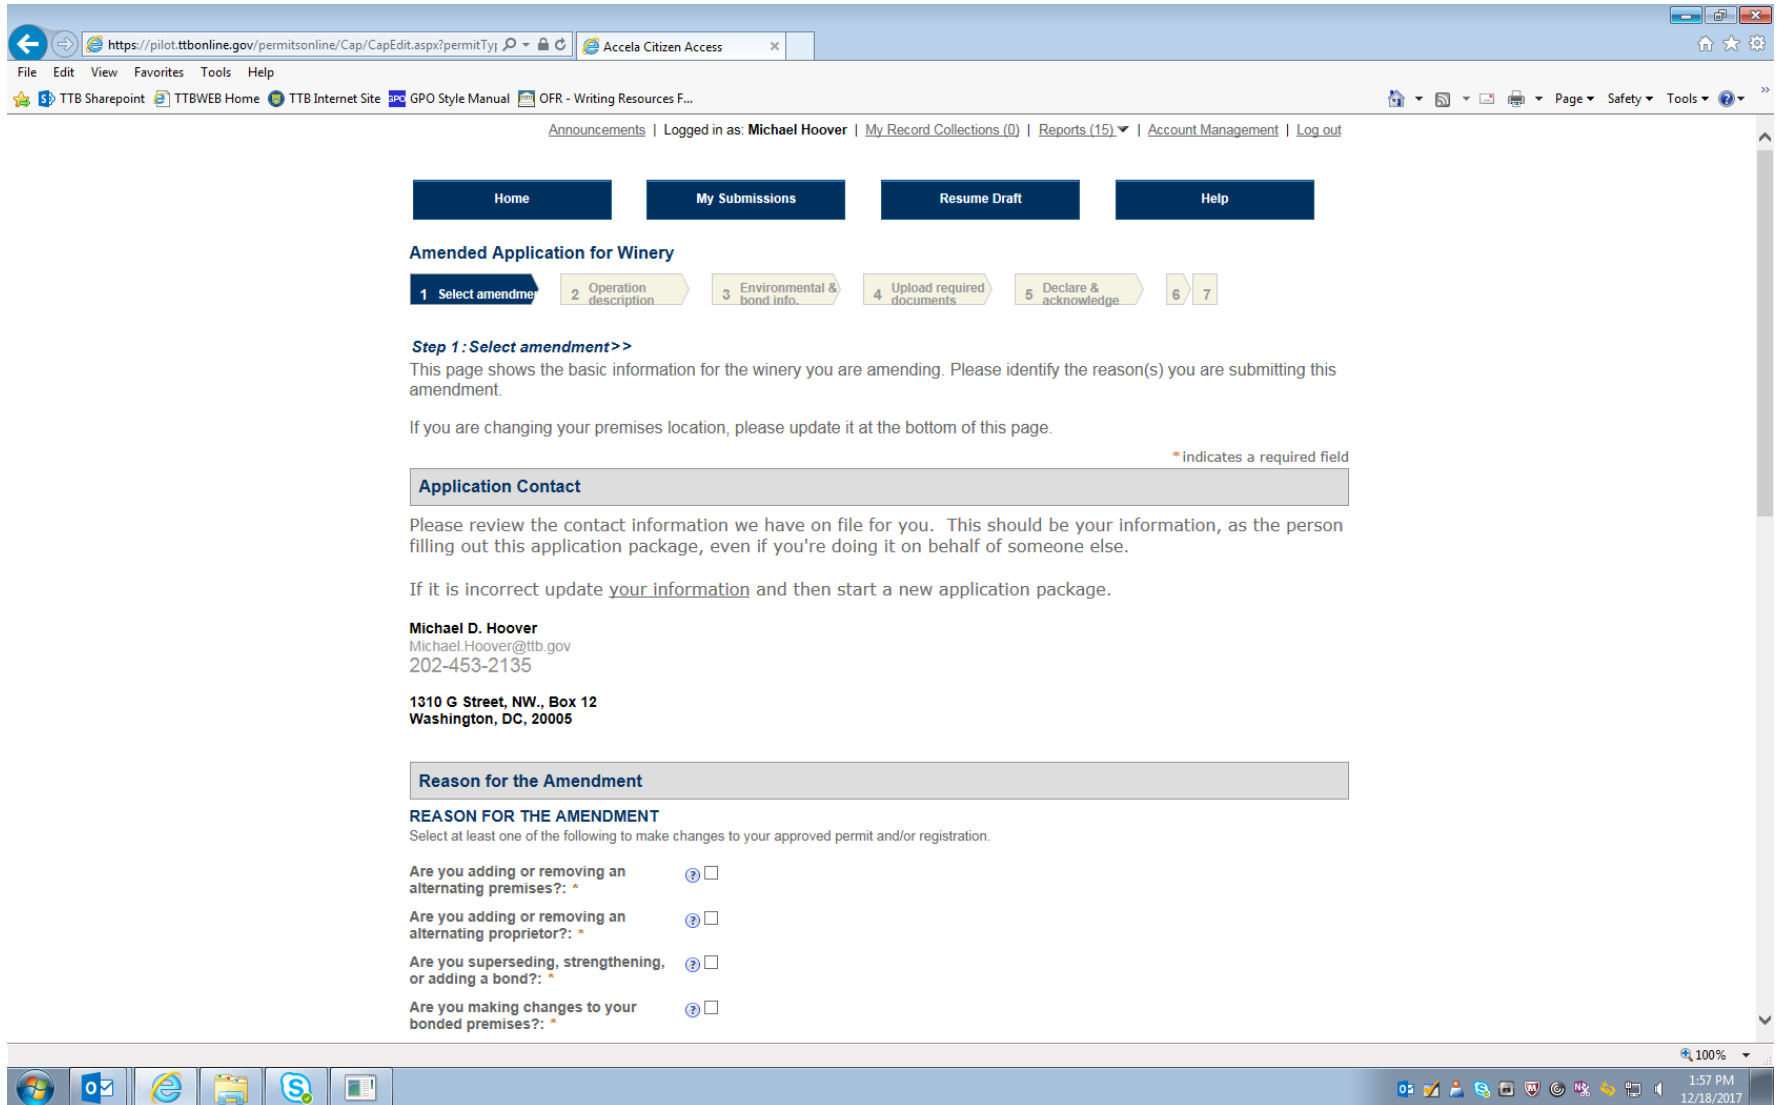 https://pilot.ttbonline.gov/permitsonline/Cap/CapEdit.aspx?permitTyp
Accela Citizen Access
File Edit View Favorites Tools Help
TTB Sharepoint TTBWEB Home TTB Internet Site GPO GPO Style Manual OFR - Writing Resources F...
Page Safety Tools
Announcements | Logged in as: Michael Hoover | My Record Collections (0) | Reports (15) | Account Management | Log out
Home My Submissions Resume Draft Help
Amended Application for Winery
1 Select amendme 2 Operation description 3 Environmental & bond info. 4 Upload required documents 5 Declare & acknowledge 6 7
Step 1:Select amendment>>
This page shows the basic information for the winery you are amending. Please identify the reason(s) you are submitting this
amendment.
If you are changing your premises location, please update it at the bottom of this page.
* indicates a required field
Application Contact
Please review the contact information we have on file for you. This should be your information, as the person
filling out this application package, even if you're doing it on behalf of someone else.
If it is incorrect update your information and then start a new application package.
Michael D. Hoover
Michael.Hoover@ttb.gov
202-453-2135
1310 G Street, NW., Box 12
Washington, DC, 20005
Reason for the Amendment
REASON FOR THE AMENDMENT
Select at least one of the following to make changes to your approved permit and/or registration.
Are you adding or removing an
alternating premises?: *
Are you adding or removing an
alternating proprietor?: *
Are you superseding, strengthening,
or adding a bond?: *
Are you making changes to your
bonded premises?: *
100%
1:57 PM
12/18/2017